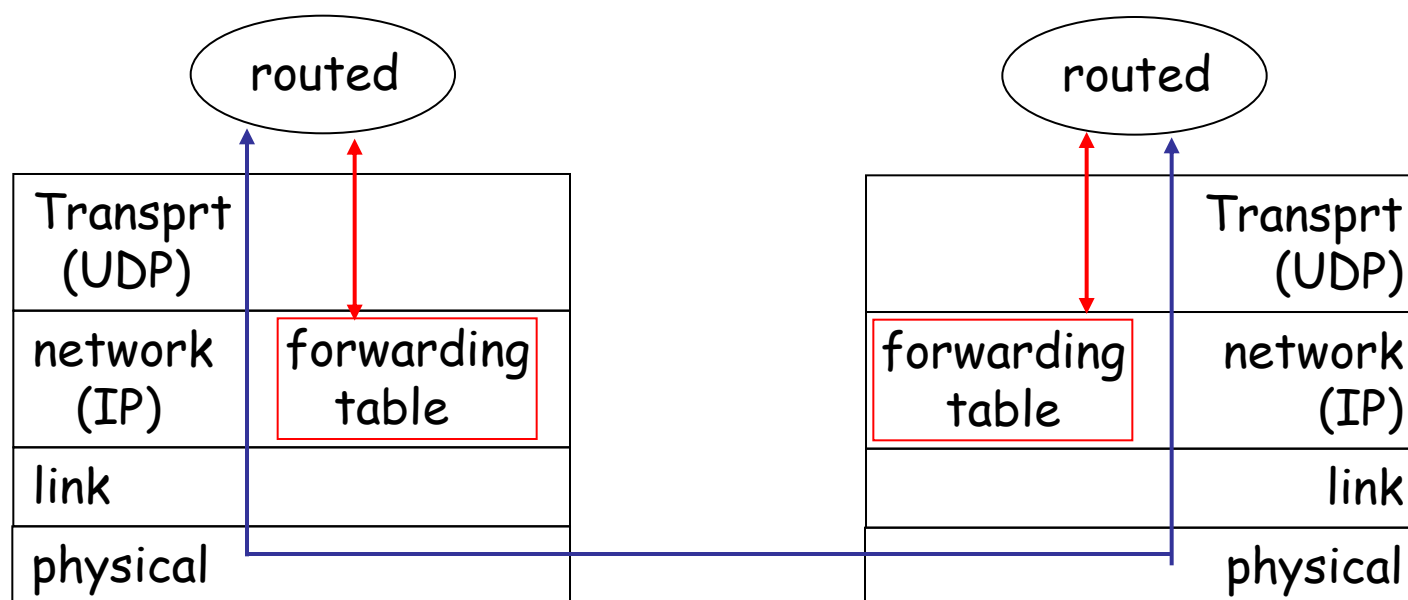 routed
routed
Transprt
(UDP)
Transprt
(UDP)
network
(IP)
forwarding
table
forwarding
table
network
(IP)
link
link
physical
physical